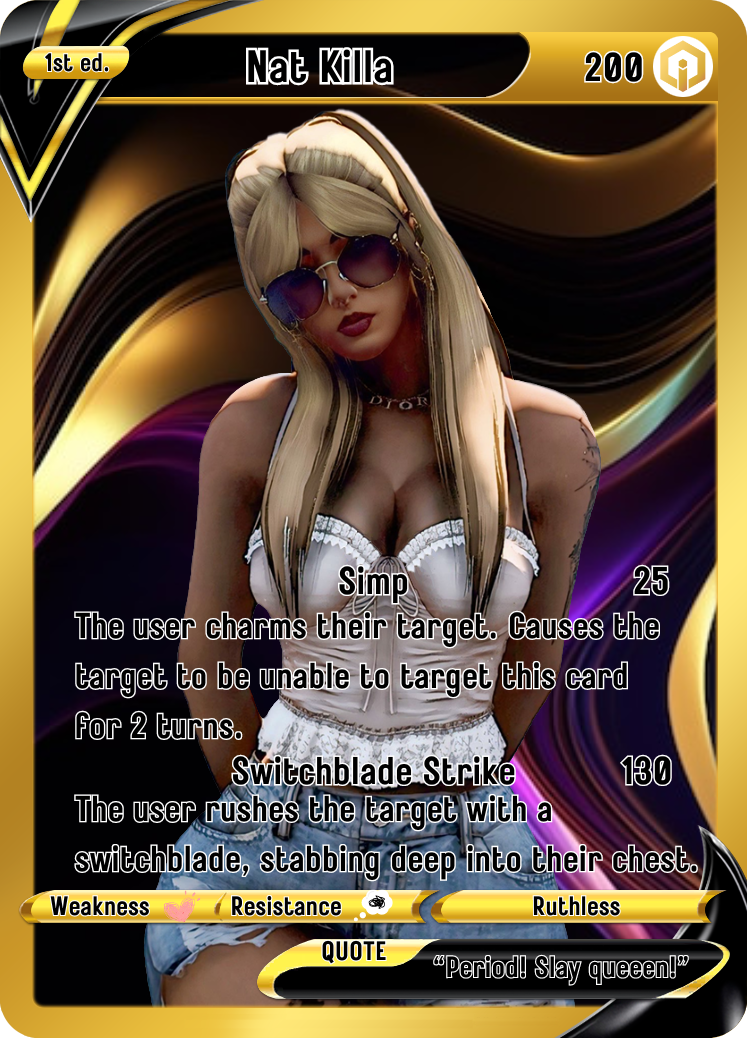 1st ed.
Nat Killa
200
DIOR
Simp 25
The user charms their target. Causes the
target to be unable to target this card
for 2 turns.
Switchblade Strike 130
The user rushes the target with a
switchblade, stabbing deep into their chest.
Weakness Resistance Ruthless
QUOTE
“Period! Slay queeen!”